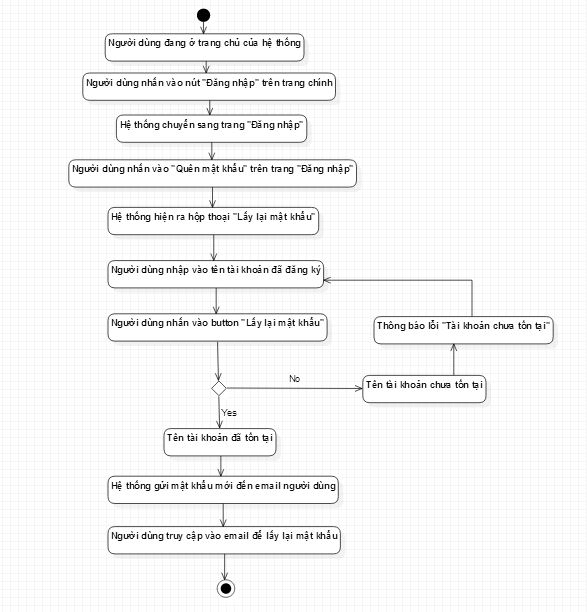 Người dùng đang ở trang chủ của hệ thống
Người dùng nhấn vào nút "Đăng nhập" trên trang chính
Hệ thống chuyển sang trang "Đăng nhập"
Người dùng nhấn vào "Quên mật khẩu" trên trang "Đăng nhập"
Hệ thống hiện ra hộp thoại "Lấy lại mật khẩu"
Người dùng nhập vào tên tài khoản đã đăng ký
Người dùng nhấn vào button "Lấy lại mật khẩu"
Thông báo lỗi "Tài khoản chưa tồn tại"
No
Tên tài khoản chưa tồn tại
Yes
Tên tài khoản đã tồn tại
Hệ thống gửi mật khẩu mới đến email người dùng
Người dùng truy cập vào email để lấy lại mật khẩu